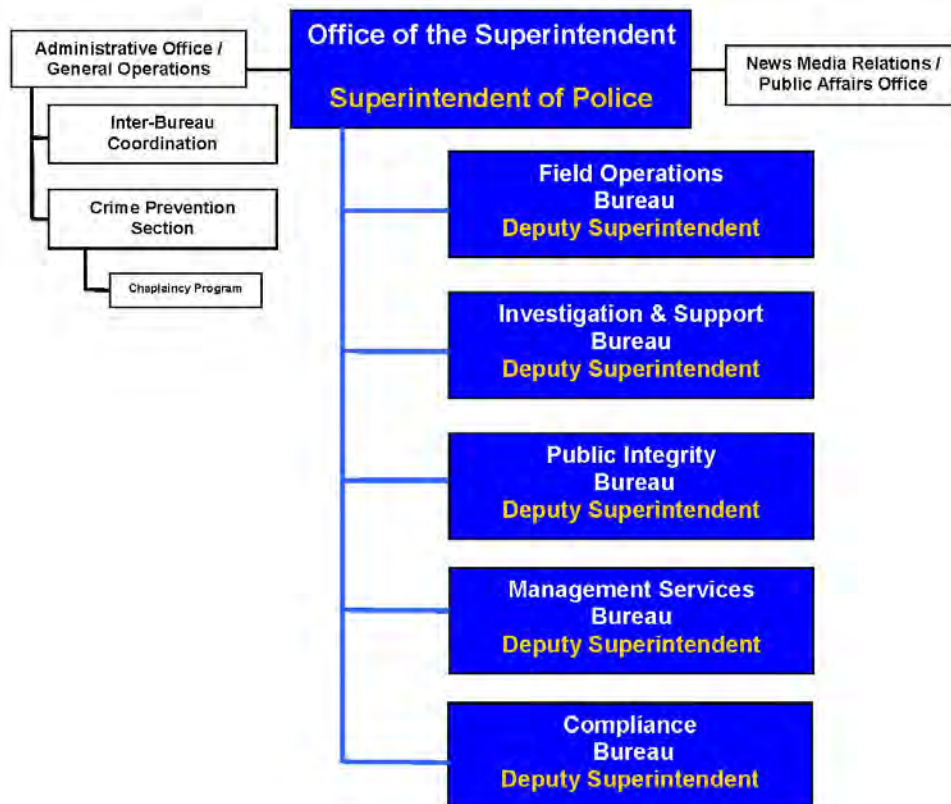 Office of the Superintendent
Superintendent of Police
Administrative Office /
General Operations
Inter-Bureau
Coordination
Crime Prevention
Section
Chaplaincy Program
News Media Relations /
Public Affairs Office
Field Operations
Bureau
Deputy Superintendent
Investigation & Support
Bureau
Deputy Superintendent
Public Integrity
Bureau
Deputy Superintendent
Management Services
Bureau
Deputy Superintendent
Compliance
Bureau
Deputy Superintendent